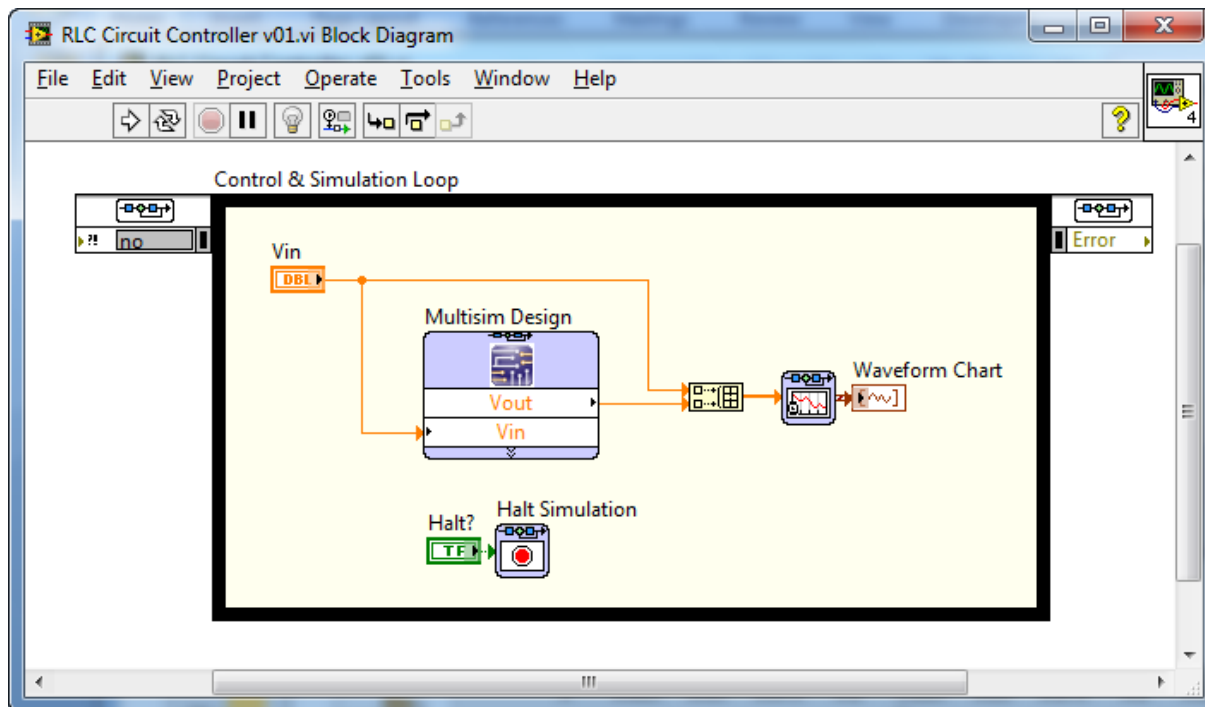 RLC Circuit Controller v01.vi Block Diagram
File Edit View Project Operate Tools Window Help
4
Control & Simulation Loop
?! no
Error
Vin
DBL
Multisim Design
Vout
Vin
Waveform Chart
Halt?
TF
Halt Simulation